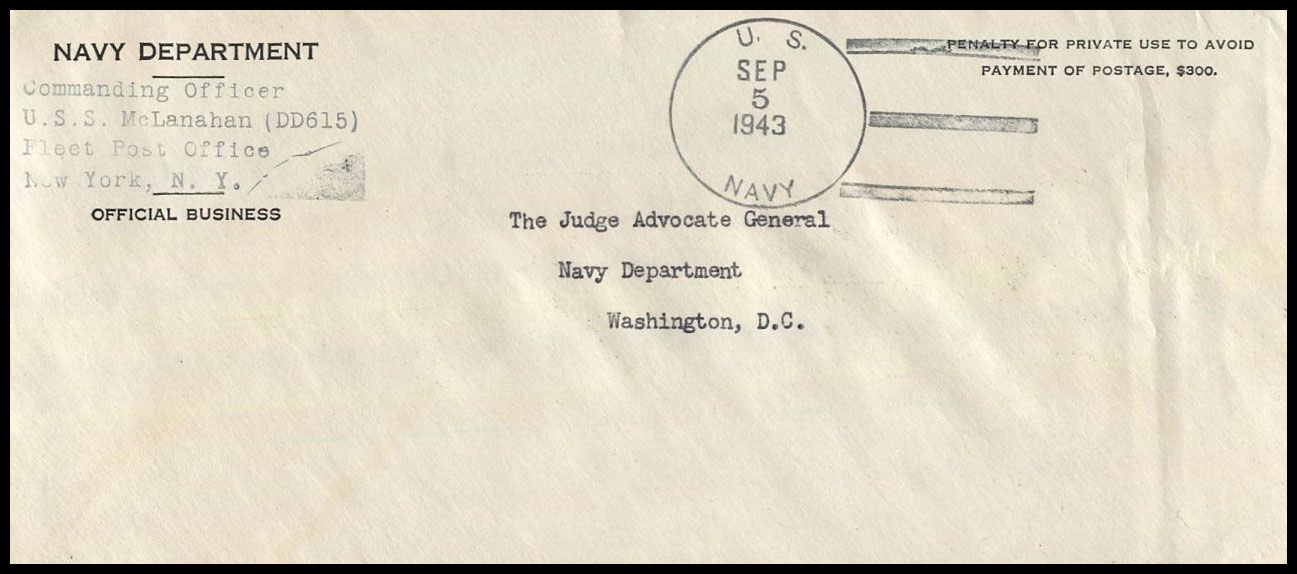 NAVY DEPARTMENT
Commanding Officer
U.S.S. McLanahan (DD615)
Fleet Post Office
New York, N. Y.
OFFICIAL BUSINESS
U. S.
SEP
5
1943
NAVY
PENALTY FOR PRIVATE USE TO AVOID
PAYMENT OF POSTAGE, $300.
The Judge Advocate General
Navy Department
Washington, D.C.